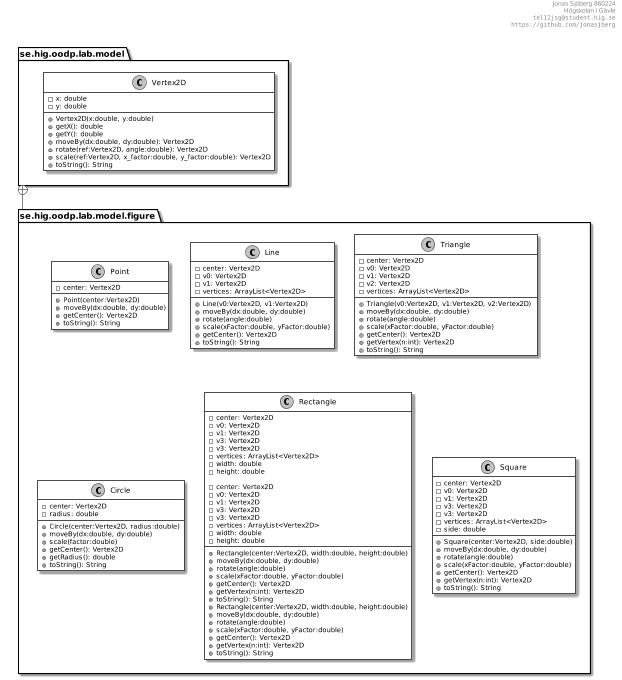 Jonas Sjöberg 860224
Högskolan i Gävle
tel12jsg@student.hig.se
https://github.com/jonasjberg
se.hig.oodp.lab.model
C Vertex2D
x: double
y: double
Vertex2D(x:double, y:double)
getX(): double
getY(): double
moveBy(dx:double, dy:double): Vertex2D
rotate(ref:Vertex2D, angle:double): Vertex2D
scale(ref:Vertex2D, x_factor:double, y_factor:double): Vertex2D
toString(): String
se.hig.oodp.lab.model.figure
C Point
center: Vertex2D
Point(center:Vertex2D)
moveBy(dx:double, dy:double)
getCenter(): Vertex2D
toString(): String
C Line
center: Vertex2D
v0: Vertex2D
v1: Vertex2D
vertices: ArrayList<Vertex2D>
Line(v0:Vertex2D, v1:Vertex2D)
moveBy(dx:double, dy:double)
rotate(angle:double)
scale(xFactor:double, yFactor:double)
getCenter(): Vertex2D
toString(): String
C Triangle
center: Vertex2D
v0: Vertex2D
v1: Vertex2D
v2: Vertex2D
vertices: ArrayList<Vertex2D>
Triangle(v0:Vertex2D, v1:Vertex2D, v2:Vertex2D)
moveBy(dx:double, dy:double)
rotate(angle:double)
scale(xFactor:double, yFactor:double)
getCenter(): Vertex2D
getVertex(n:int): Vertex2D
toString(): String
C Circle
center: Vertex2D
radius: double
Circle(center:Vertex2D, radius:double)
moveBy(dx:double, dy:double)
scale(factor:double)
getCenter(): Vertex2D
getRadius(): double
toString(): String
C Rectangle
center: Vertex2D
v0: Vertex2D
v1: Vertex2D
v3: Vertex2D
v3: Vertex2D
vertices: ArrayList<Vertex2D>
width: double
height: double
center: Vertex2D
v0: Vertex2D
v1: Vertex2D
v3: Vertex2D
v3: Vertex2D
vertices: ArrayList<Vertex2D>
width: double
height: double
Rectangle(center:Vertex2D, width:double, height:double)
moveBy(dx:double, dy:double)
rotate(angle:double)
scale(xFactor:double, yFactor:double)
getCenter(): Vertex2D
getVertex(n:int): Vertex2D
toString(): String
Rectangle(center:Vertex2D, width:double, height:double)
moveBy(dx:double, dy:double)
rotate(angle:double)
scale(xFactor:double, yFactor:double)
getCenter(): Vertex2D
getVertex(n:int): Vertex2D
toString(): String
C Square
center: Vertex2D
v0: Vertex2D
v1: Vertex2D
v3: Vertex2D
v3: Vertex2D
vertices: ArrayList<Vertex2D>
side: double
Square(center:Vertex2D, side:double)
moveBy(dx:double, dy:double)
rotate(angle:double)
scale(xFactor:double, yFactor:double)
getCenter(): Vertex2D
getVertex(n:int): Vertex2D
toString(): String